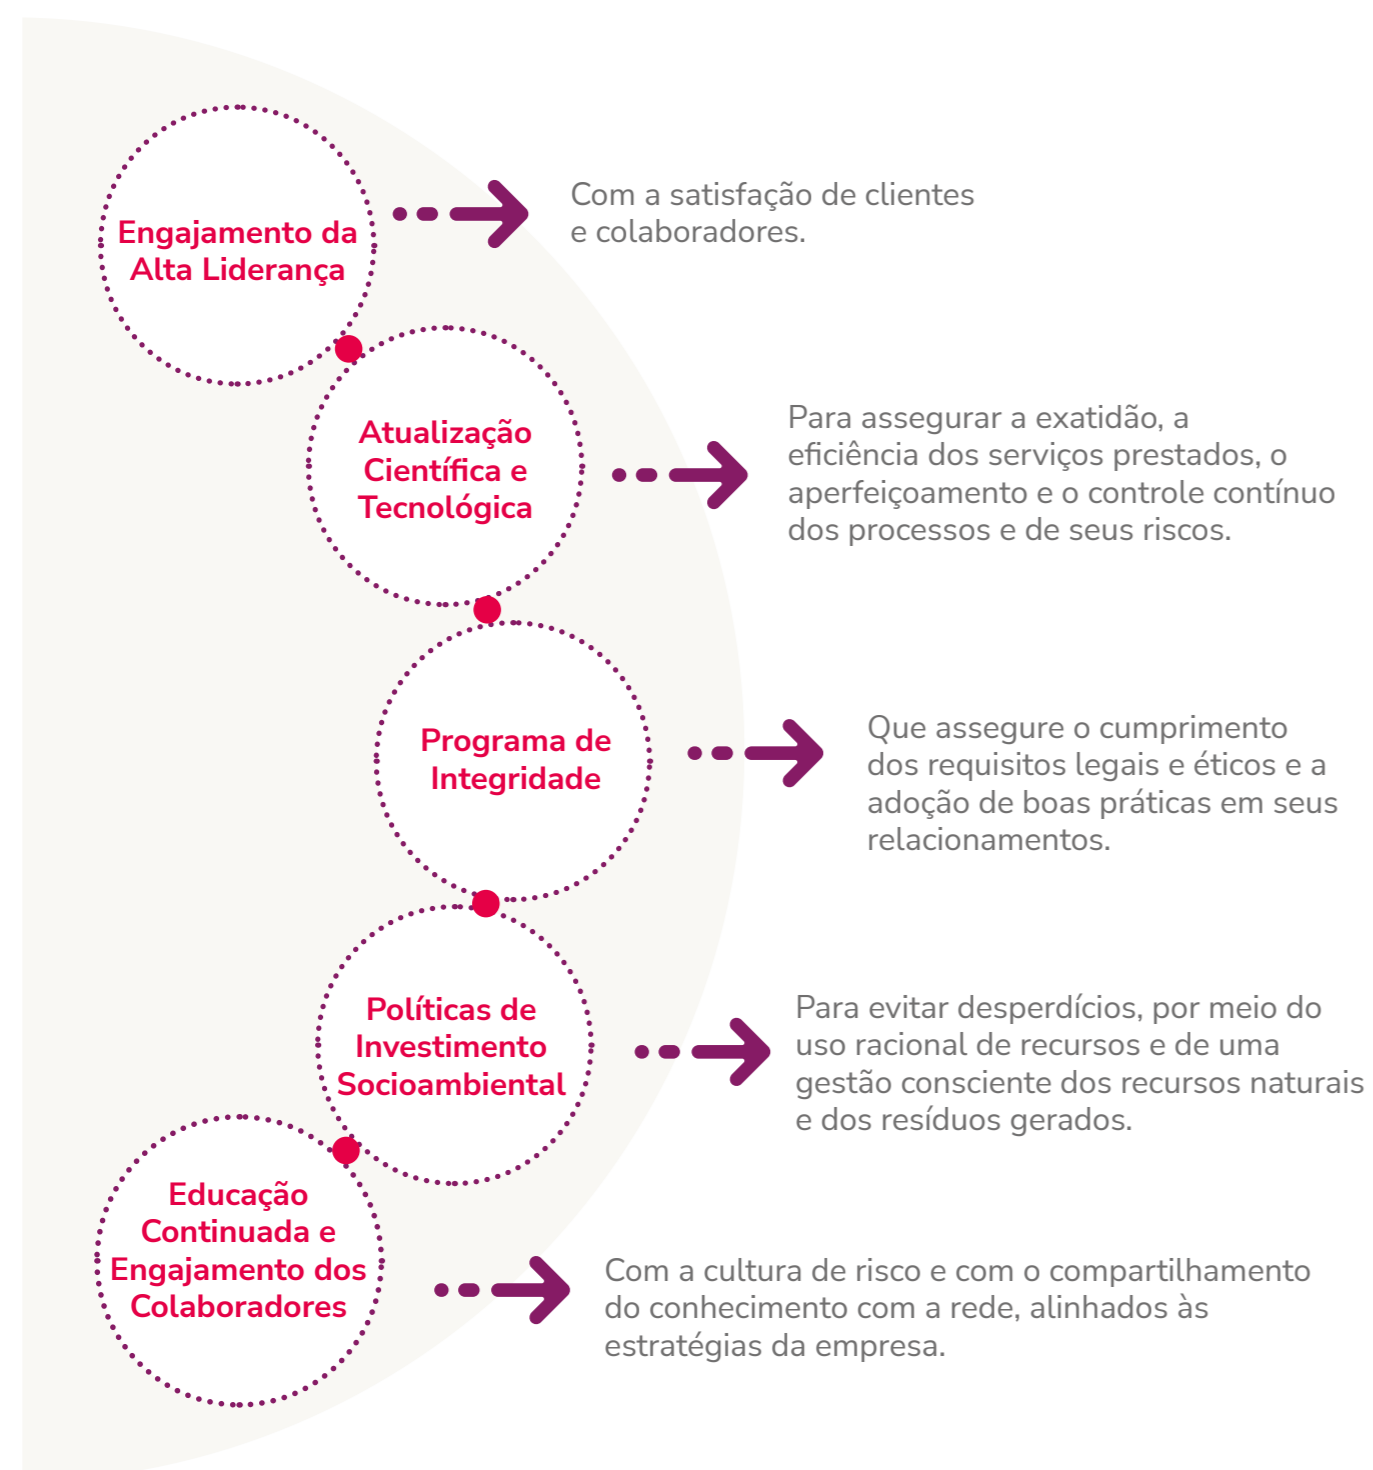 Engajamento da
Alta Liderança
Com a satisfação de clientes
e colaboradores.
Atualização
Científica e
Tecnológica
Para assegurar a exatidão, a
eficiência dos serviços prestados, o
aperfeiçoamento e o controle contínuo
dos processos e de seus riscos.
Programa de
Integridade
Que assegure o cumprimento
dos requisitos legais e éticos e a
adoção de boas práticas em seus
relacionamentos.
Políticas de
Investimento
Socioambiental
Para evitar desperdícios, por meio do
uso racional de recursos e de uma
gestão consciente dos recursos naturais
e dos resíduos gerados.
Educação
Continuada e
Engajamento dos
Colaboradores
Com a cultura de risco e com o compartilhamento
do conhecimento com a rede, alinhados às
estratégias da empresa.